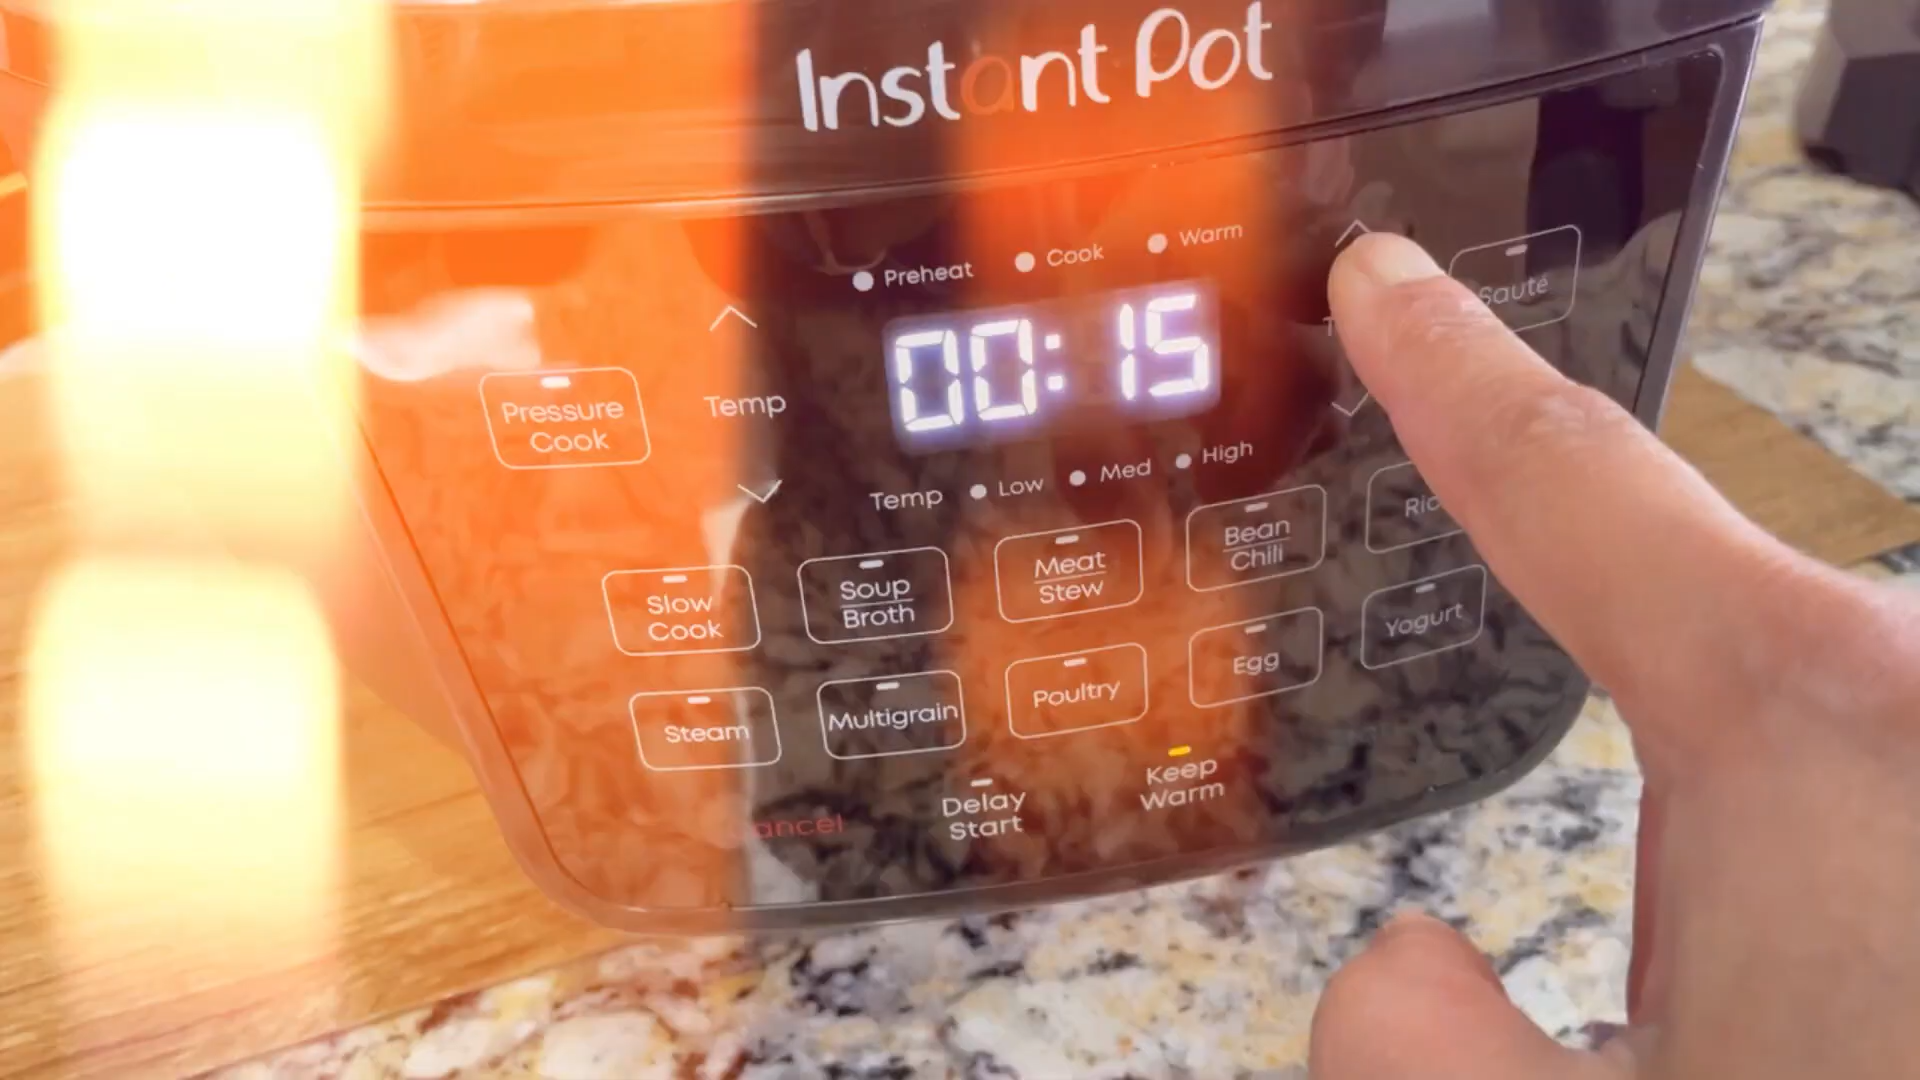 Instant Pot
Preheat
Cook
Warm
00:15
Sauté
Pressure
Cook
Temp
Temp
Low
Med
High
Slow
Cook
Soup
Broth
Meat
Stew
Bean
Chili
Steam
Multigrain
Poultry
Egg
Yogurt
Delay
Start
Keep
Warm